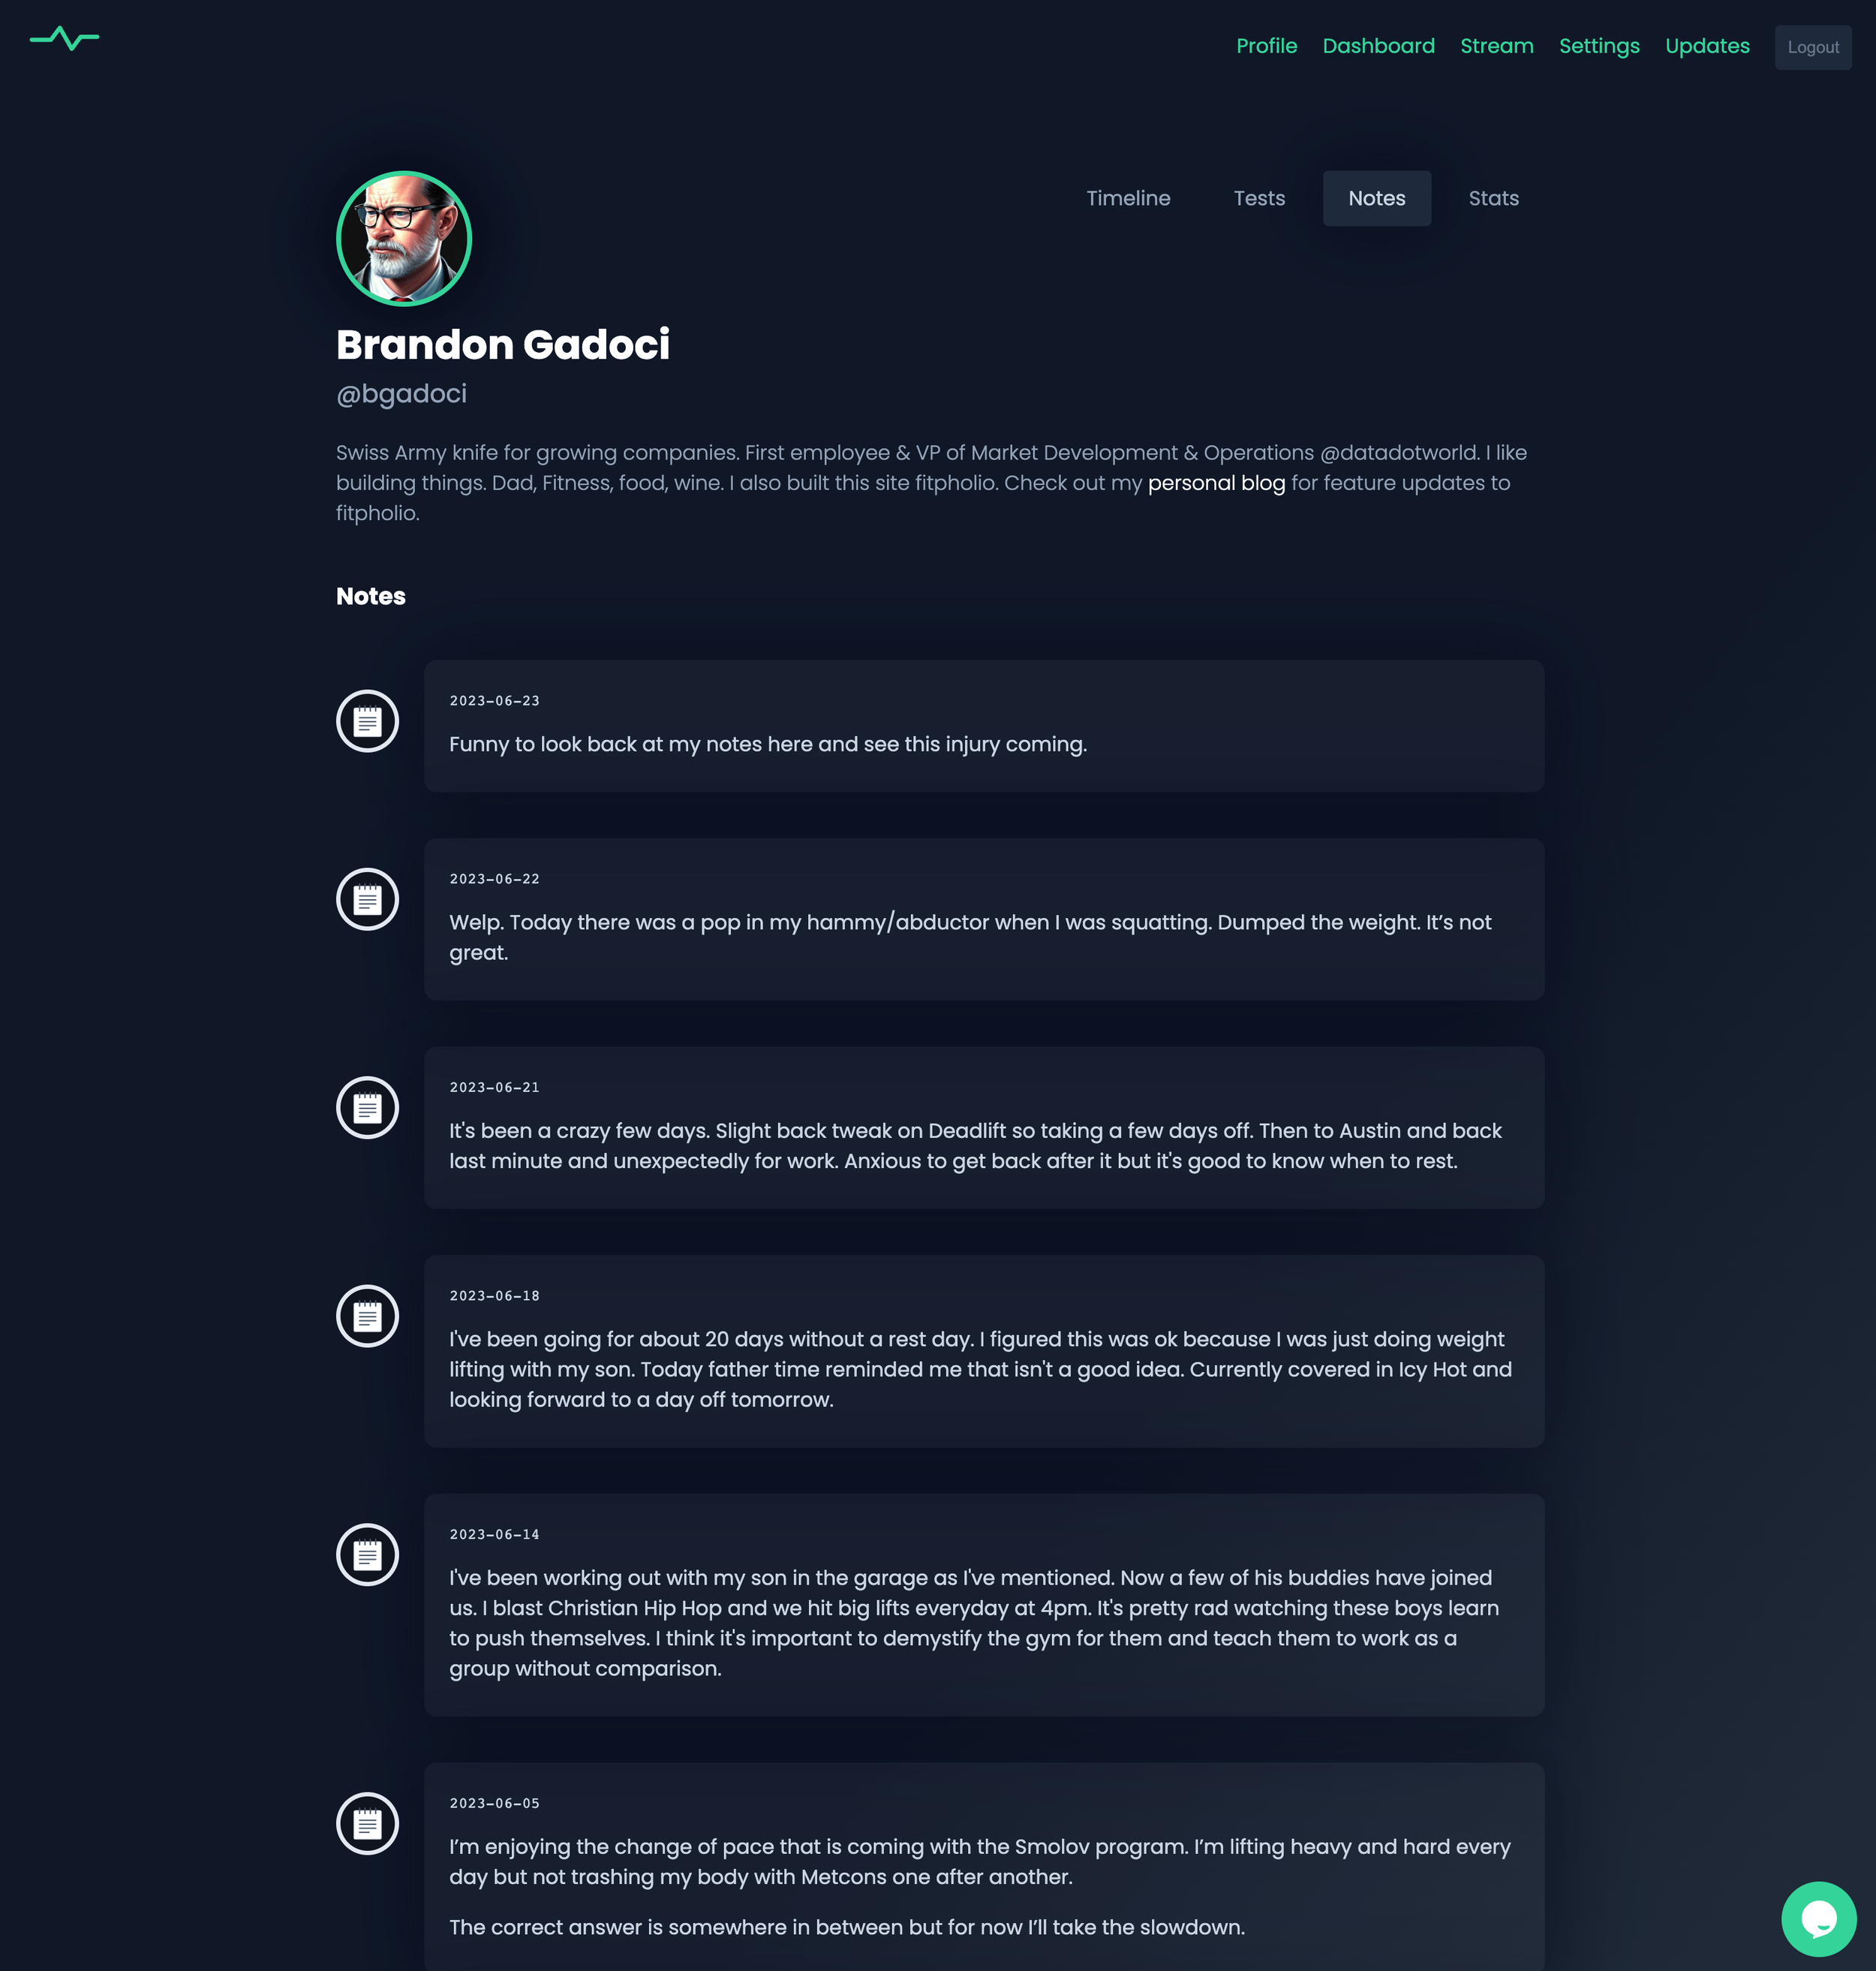 Profile Dashboard Stream Settings Updates Logout
Timeline Tests Notes Stats
Brandon Gadoci
@bgadoci
Swiss Army knife for growing companies. First employee & VP of Market Development & Operations @datadotworld. I like
building things. Dad, Fitness, food, wine. I also built this site fitpholio. Check out my personal blog for feature updates to
fitpholio.
Notes
2023-06-23
Funny to look back at my notes here and see this injury coming.
2023-06-22
Welp. Today there was a pop in my hammy/abductor when I was squatting. Dumped the weight. It’s not
great.
2023-06-21
It's been a crazy few days. Slight back tweak on Deadlift so taking a few days off. Then to Austin and back
last minute and unexpectedly for work. Anxious to get back after it but it's good to know when to rest.
2023-06-18
I've been going for about 20 days without a rest day. I figured this was ok because I was just doing weight
lifting with my son. Today father time reminded me that isn't a good idea. Currently covered in Icy Hot and
looking forward to a day off tomorrow.
2023-06-14
I've been working out with my son in the garage as I've mentioned. Now a few of his buddies have joined
us. I blast Christian Hip Hop and we hit big lifts everyday at 4pm. It's pretty rad watching these boys learn
to push themselves. I think it's important to demystify the gym for them and teach them to work as a
group without comparison.
2023-06-05
I’m enjoying the change of pace that is coming with the Smolov program. I’m lifting heavy and hard every
day but not trashing my body with Metcons one after another.
The correct answer is somewhere in between but for now I’ll take the slowdown.